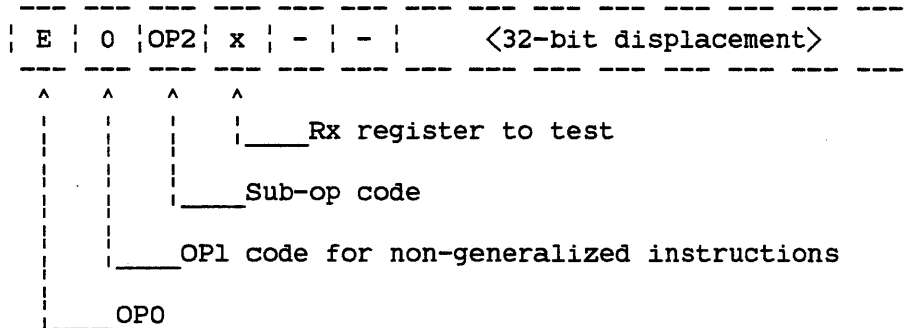 | E | 0 |OP2| x | - | - | <32-bit displacement>
Rx register to test
Sub-op code
OP1 code for non-generalized instructions
OP0